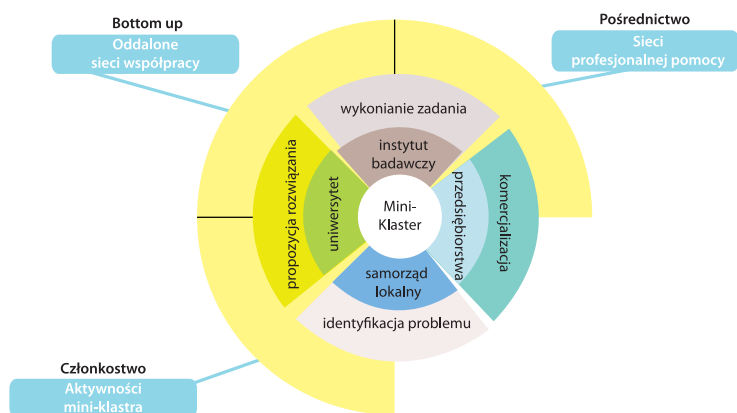 Bottom up
Oddalone
sieci współpracy
Pośrednictwo
Sieci
profesjonalnej pomocy
wykonianie zadania
instytut
badawczy
propozycja rozwiązania
uniwersytet
Mini-
Klaster
przedsiębiorstwa
komercjalizacja
samorząd
lokalny
identyfikacja problemu
Członkostwo
Aktywności
mini-klastra